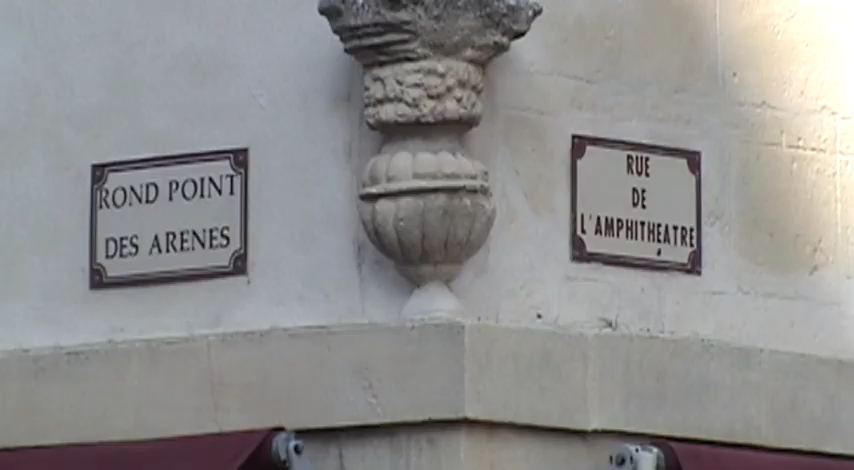 ROND POINT
DES ARENES
RUE
DE
L'AMPHITHEATRE